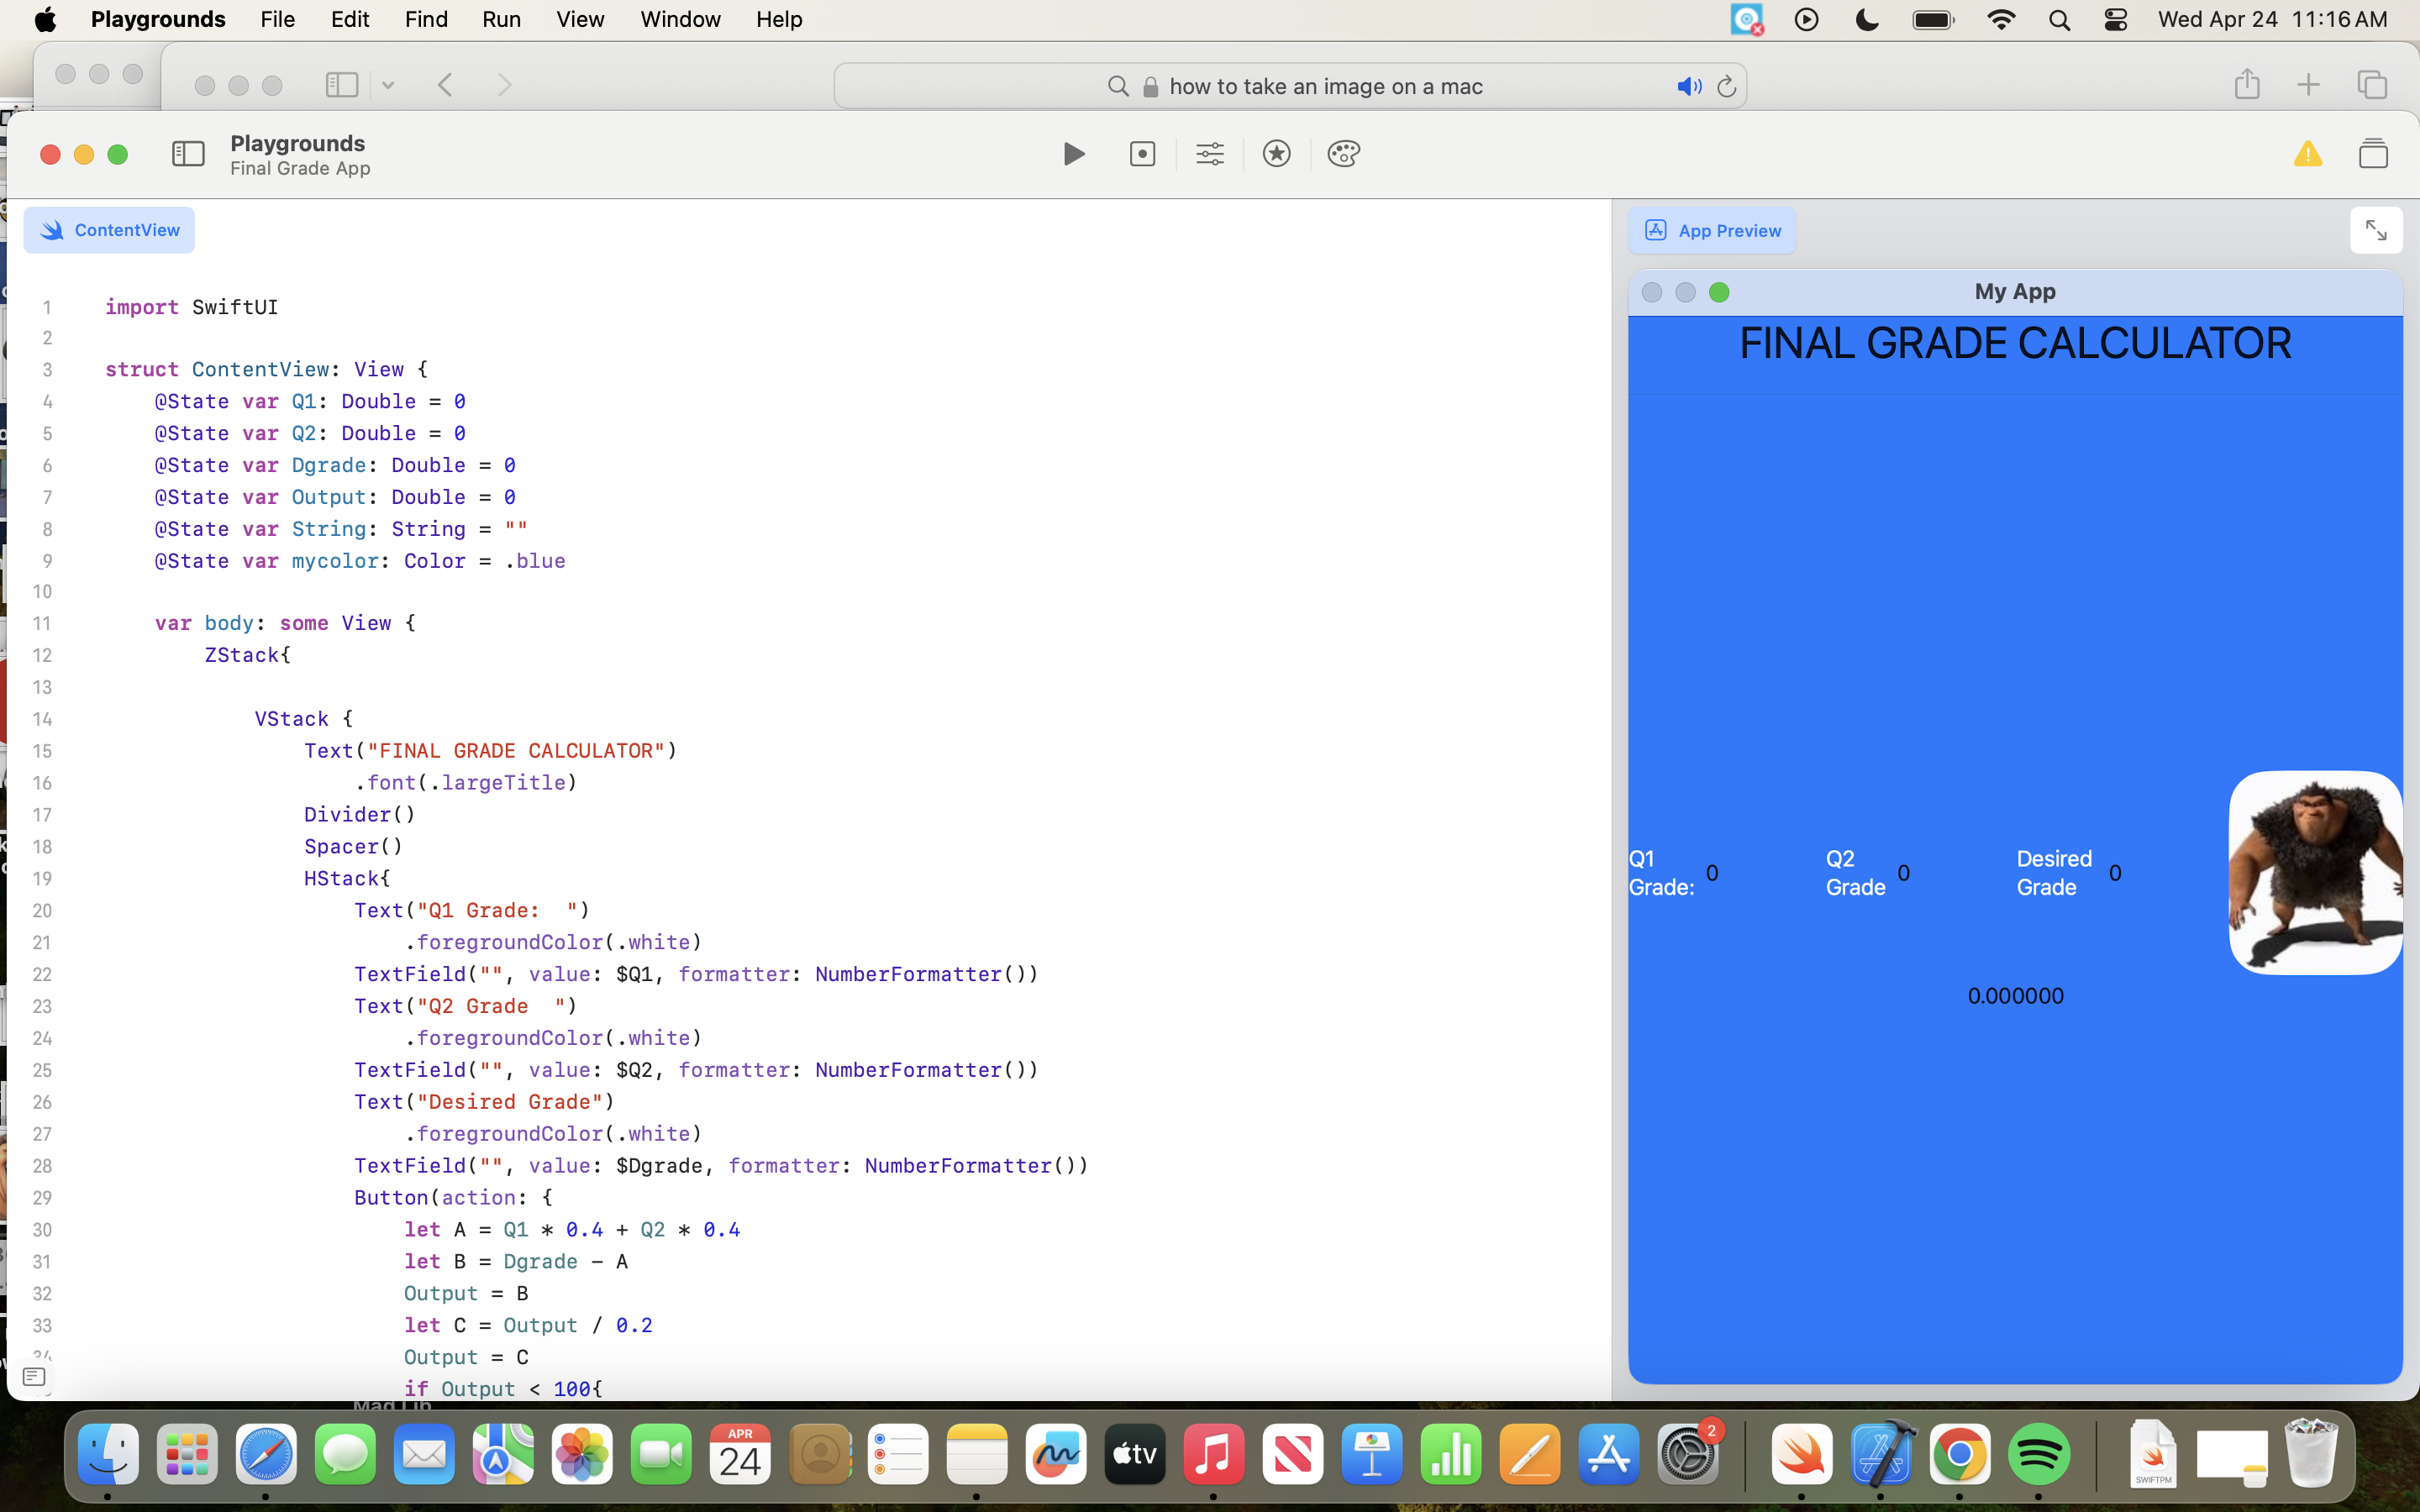 Playgrounds File Edit Find Run View Window Help Wed Apr 24 11:16 AM
how to take an image on a mac
Playgrounds
Final Grade App
ContentView
1 import SwiftUI
2
3 struct ContentView: View {
4 @State var Q1: Double = 0
5 @State var Q2: Double = 0
6 @State var Dgrade: Double = 0
7 @State var Output: Double = 0
8 @State var String: String = ""
9 @State var mycolor: Color = .blue
10
11 var body: some View {
12 ZStack{
13
14 VStack {
15 Text("FINAL GRADE CALCULATOR")
16 .font(.largeTitle)
17 Divider()
18 Spacer()
19 HStack{
20 Text("Q1 Grade:  ")
21 .foregroundColor(.white)
22 TextField("", value: $Q1, formatter: NumberFormatter())
23 Text("Q2 Grade  ")
24 .foregroundColor(.white)
25 TextField("", value: $Q2, formatter: NumberFormatter())
26 Text("Desired Grade")
27 .foregroundColor(.white)
28 TextField("", value: $Dgrade, formatter: NumberFormatter())
29 Button(action: {
30 let A = Q1 * 0.4 + Q2 * 0.4
31 let B = Dgrade - A
32 Output = B
33 let C = Output / 0.2
34 Output = C
if Output < 100{
App Preview
My App
FINAL GRADE CALCULATOR
Q1 Grade: 0
Q2 Grade 0
Desired Grade 0
0.000000
Mad Lib
APR
24
tv
2
SWIFTPM